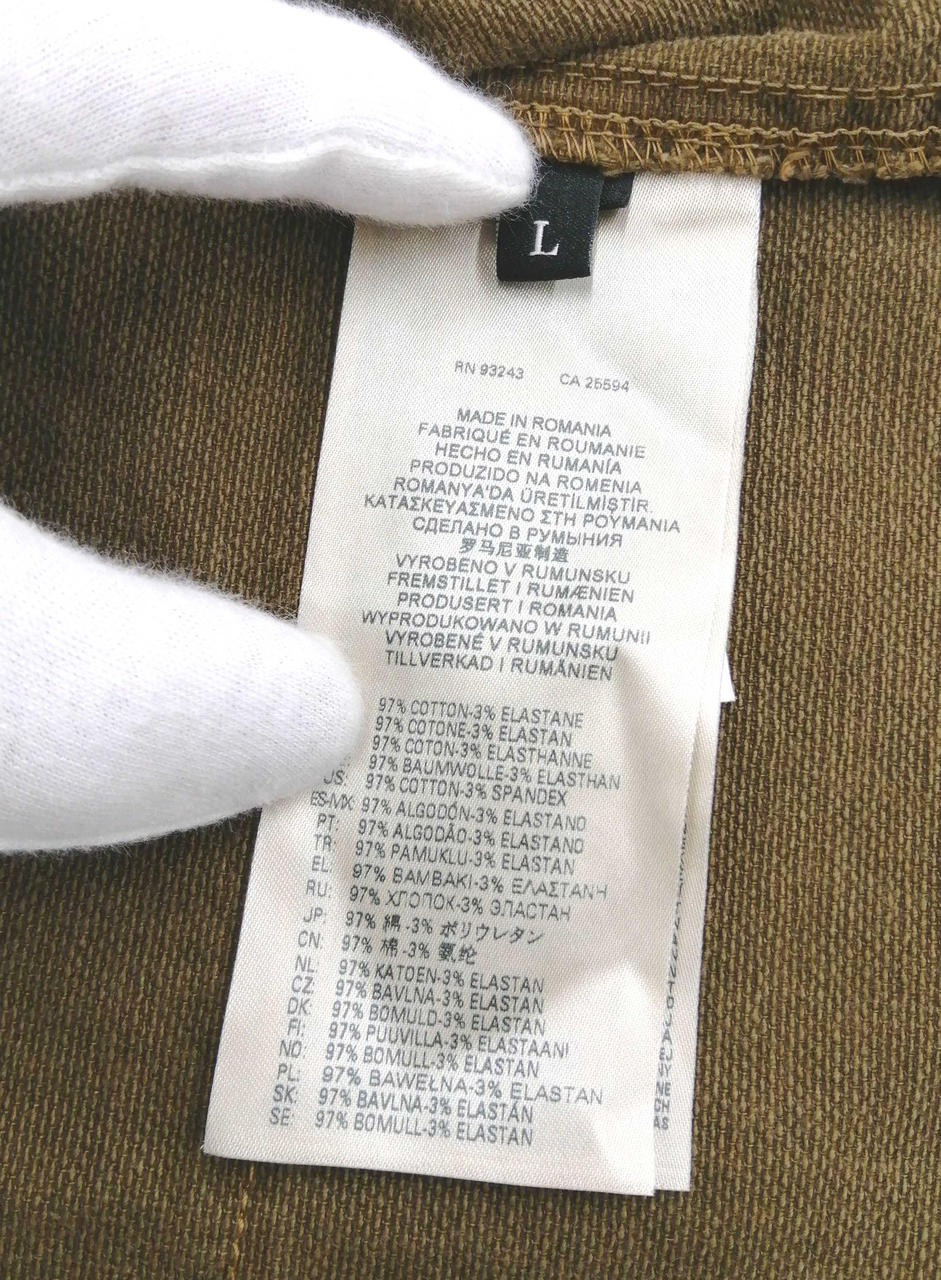 L
RN 93243 CA 25594
MADE IN ROMANIA
FABRIQUÉ EN ROUMANIE
HECHO EN RUMANÍA
PRODUZIDO NA ROMENIA
ROMANYA'DA ÜRETİLMİŞTİR.
ΚΑΤΑΣΚΕΥΑΣΜΕΝΟ ΣΤΗ ΡΟΥΜΑΝΙΑ
СДЕЛАНО В РУМЫНИЯ
罗马尼亚制造
VYROBENO V RUMUNSKU
FREMSTILLET I RUMÆNIEN
PRODUSERT I ROMANIA
WYPRODUKOWANO W RUMUNII
VYROBENÉ V RUMUNSKU
TILLVERKAD I RUMÄNIEN
97% COTTON-3% ELASTANE
97% COTONE-3% ELASTAN
97% COTON-3% ELASTHANNE
97% BAUMWOLLE-3% ELASTHAN
US: 97% COTTON-3% SPANDEX
ES-MX: 97% ALGODÓN-3% ELASTANO
PT: 97% ALGODÃO-3% ELASTANO
TR: 97% PAMUKLU-3% ELASTAN
EL: 97% ΒΑΜΒΑΚΙ-3% ΕΛΑΣΤΑΝΗ
RU: 97% ХЛОПОК-3% ЭЛАСТАН
JP: 97% 綿 -3% ポリウレタン
CN: 97% 棉 -3% 氨纶
NL: 97% KATOEN-3% ELASTAN
CZ: 97% BAVLNA-3% ELASTAN
DK: 97% BOMULD-3% ELASTAN
FI: 97% PUUVILLA-3% ELASTAANI
NO: 97% BOMULL-3% ELASTAN
PL: 97% BAWEŁNA-3% ELASTAN
SK: 97% BAVLNA-3% ELASTÁN
SE: 97% BOMULL-3% ELASTAN